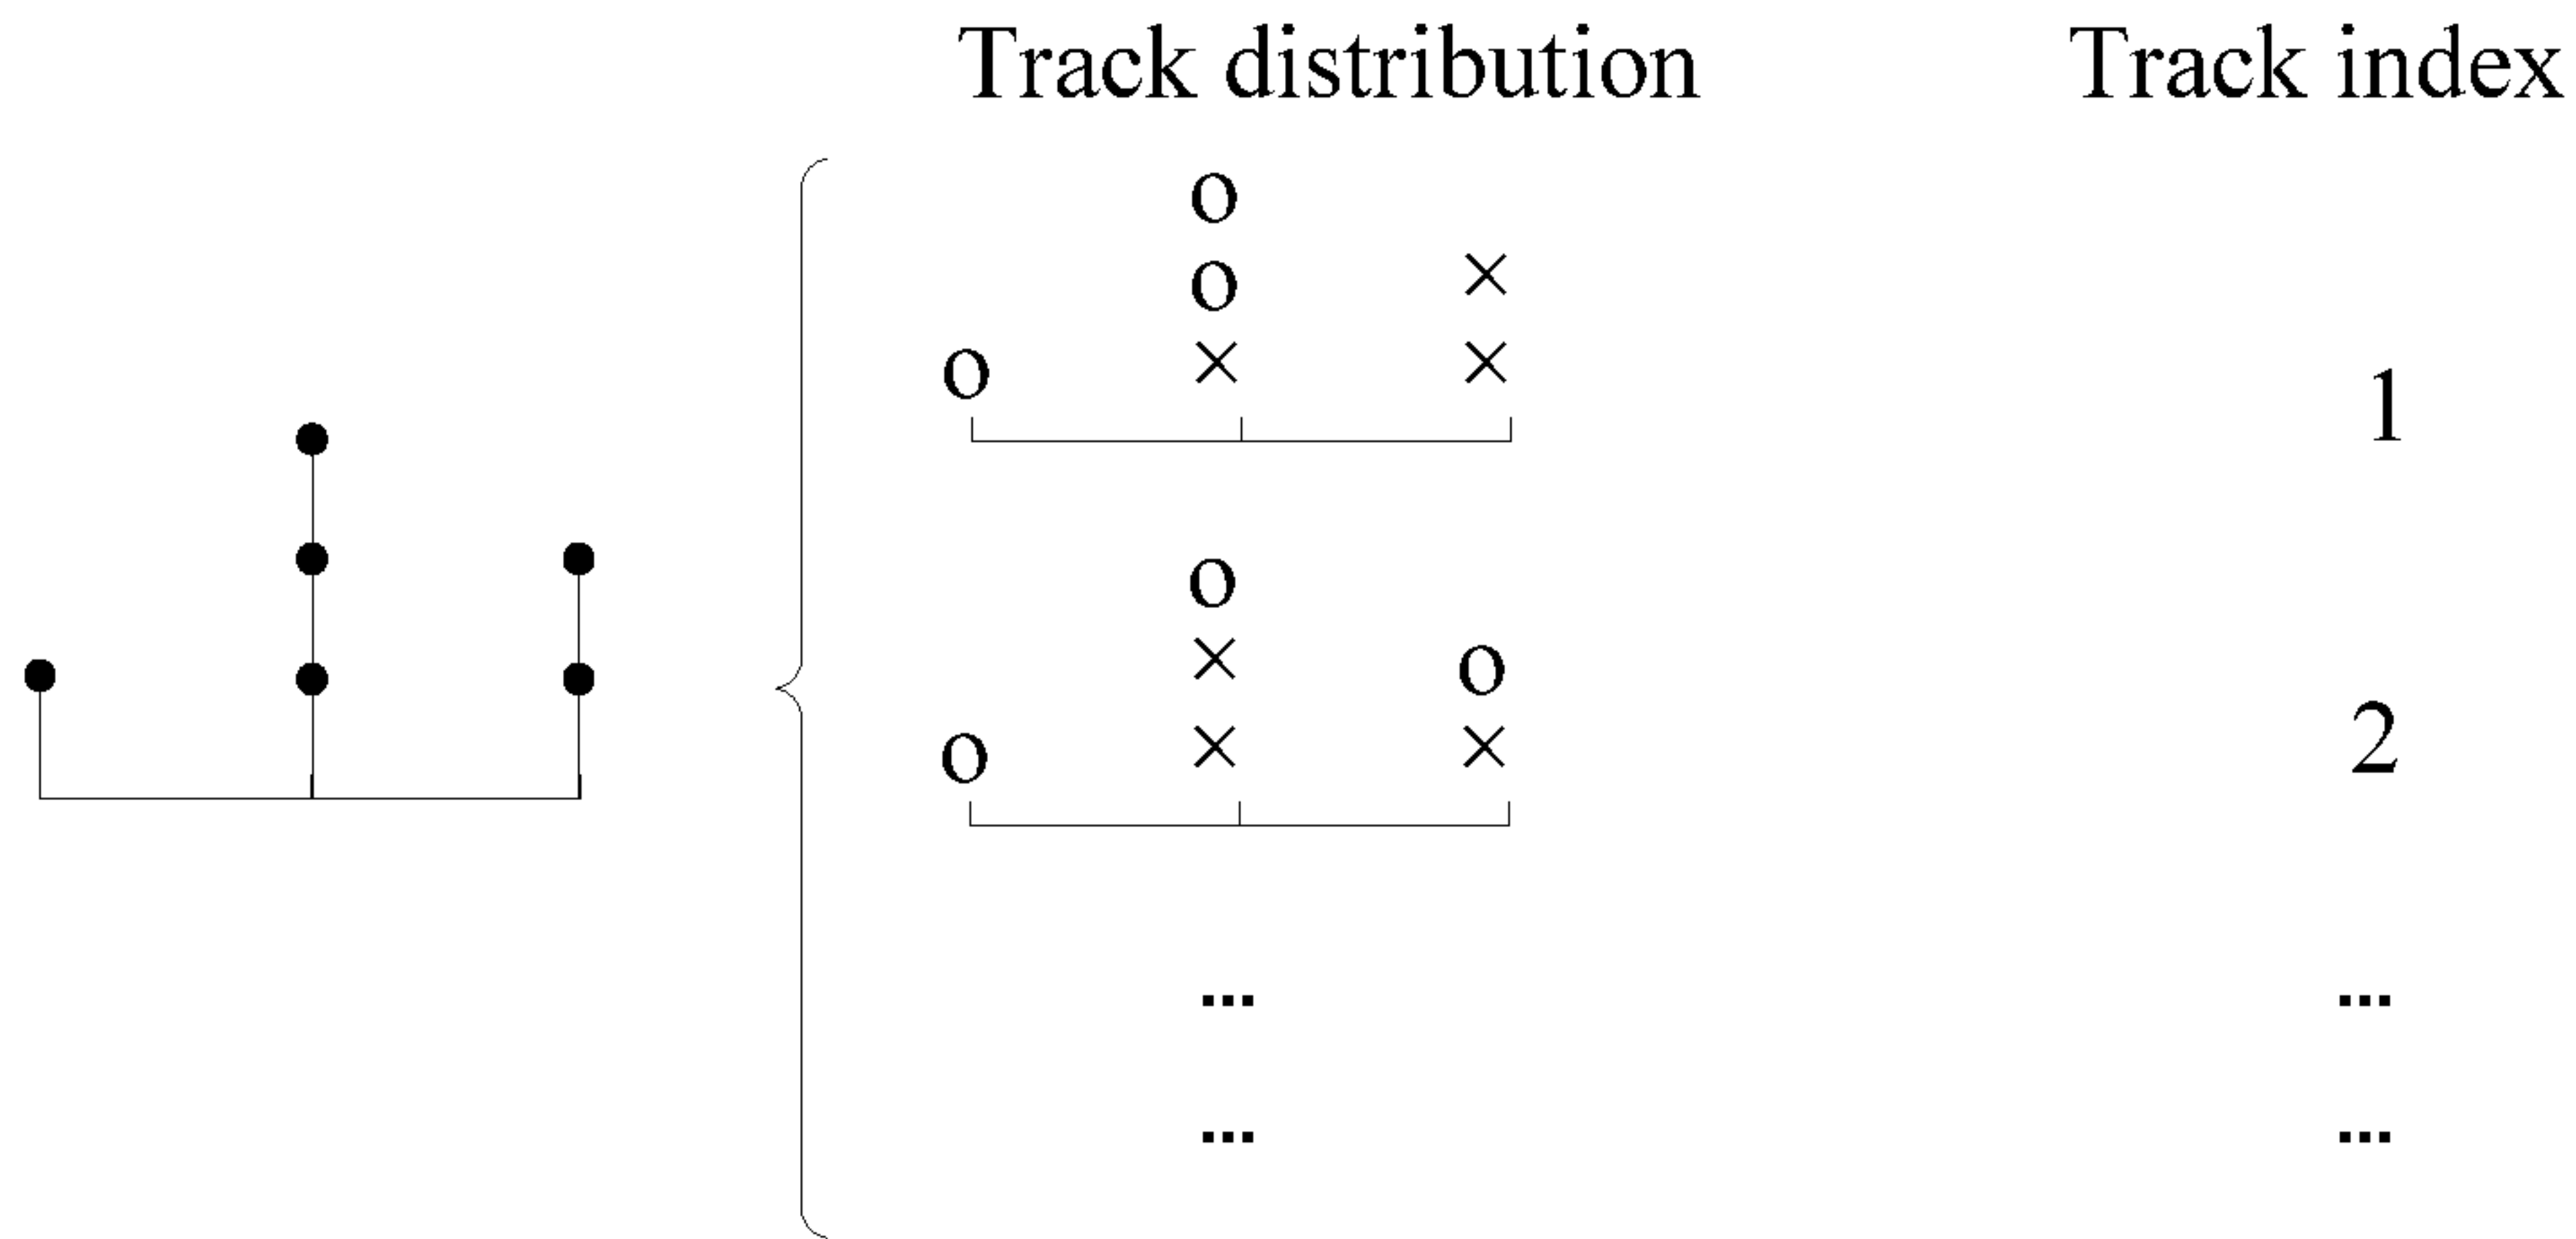 Track distribution Track index
o
o ×
o × × 1
o
× o
o × × 2
... ...
... ...